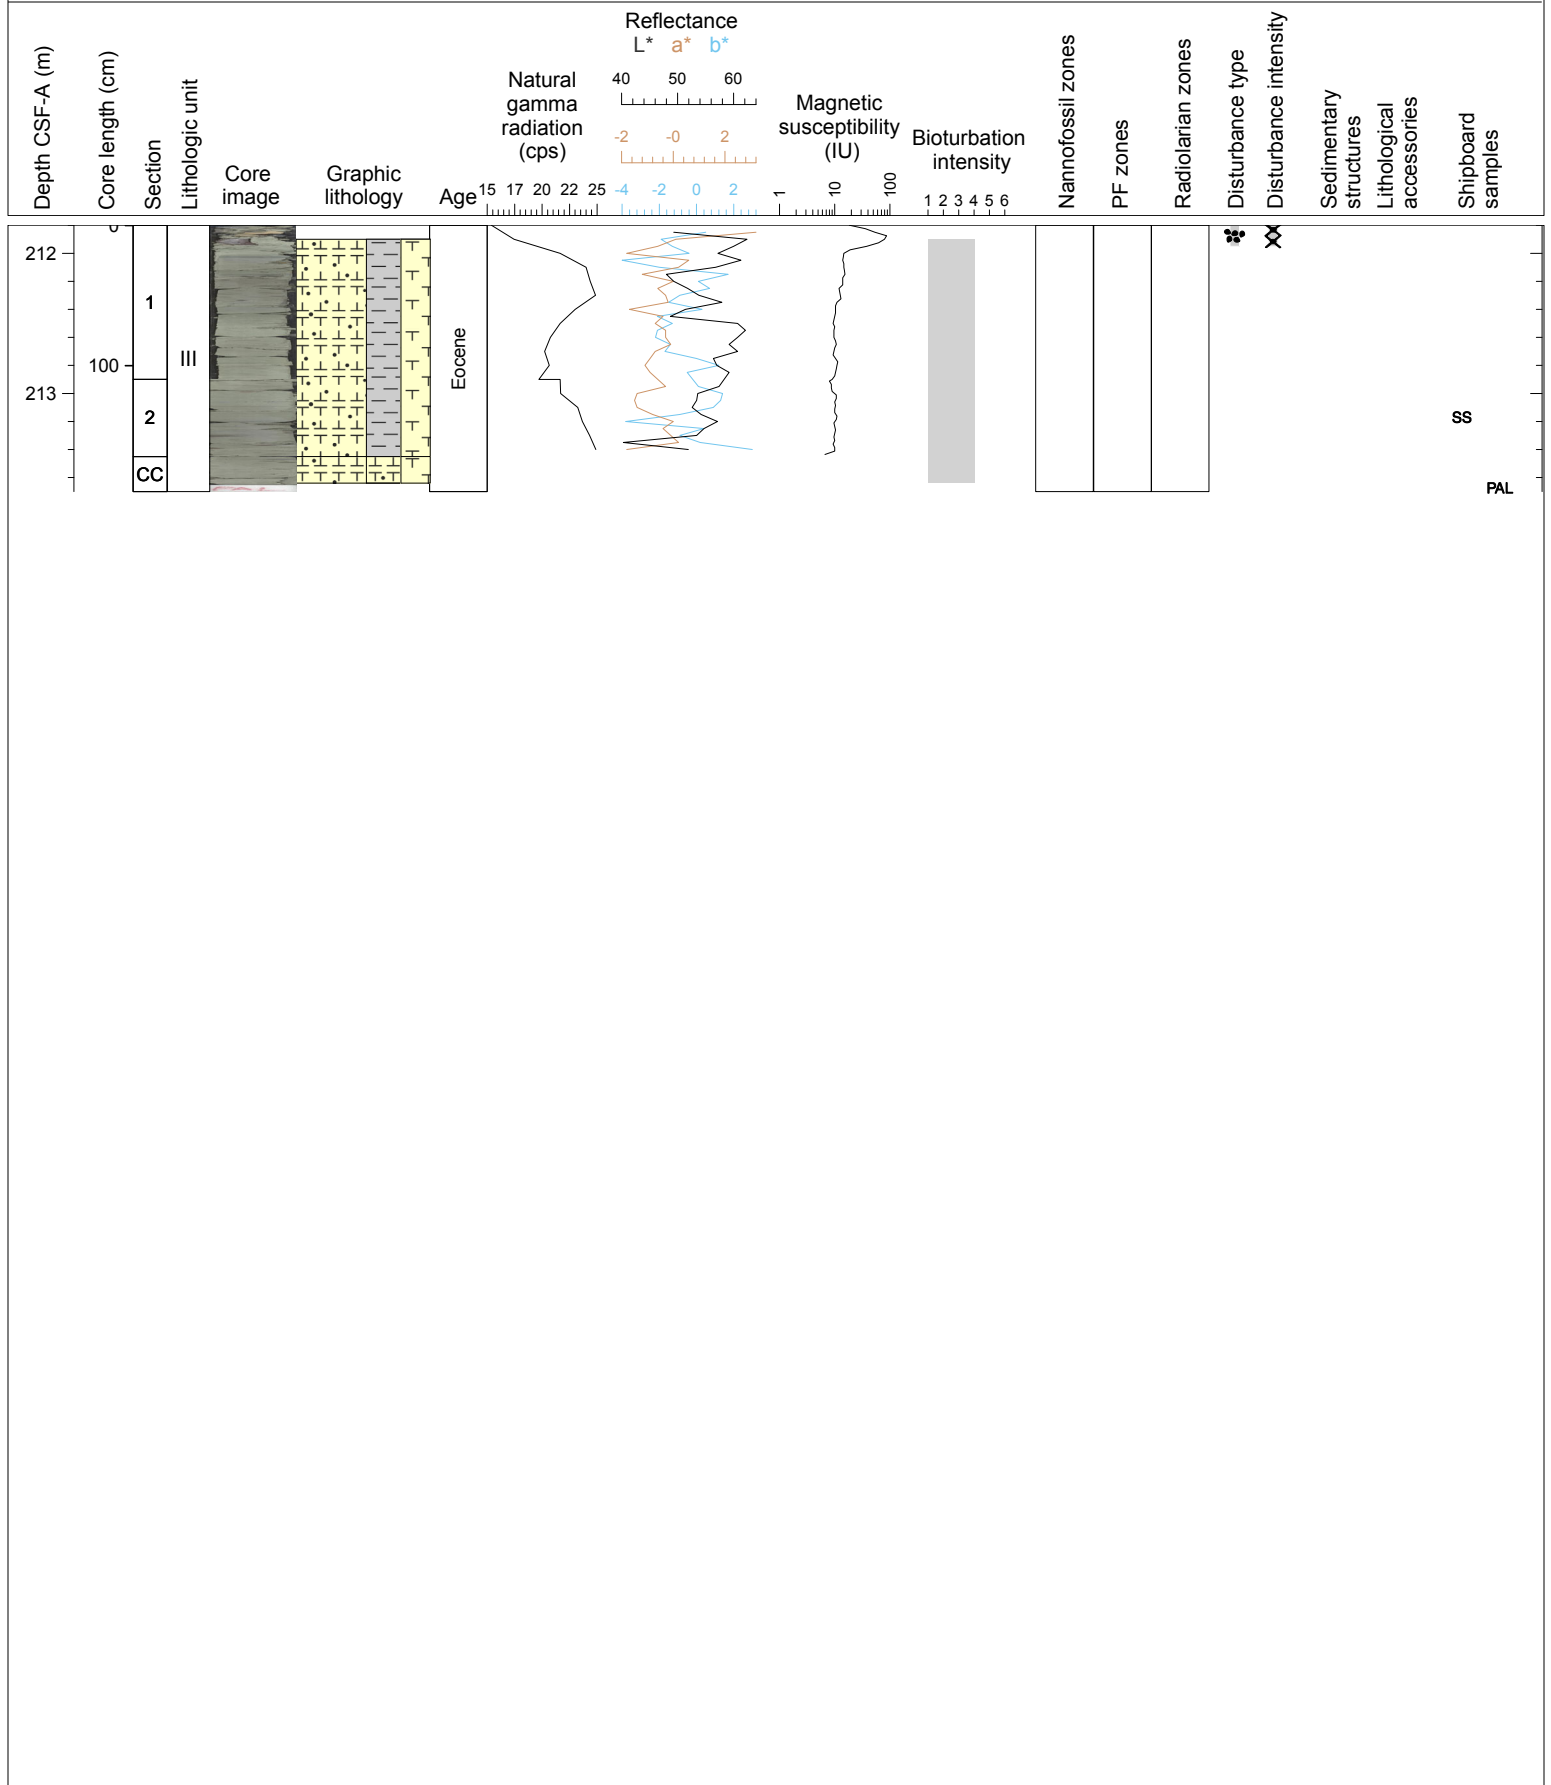 Depth CSF-A (m)
Core length (cm)
Section
Lithologic unit
Core
image
Graphic
lithology
Age
Natural
gamma
radiation
(cps)
15 17 20 22 25
Reflectance
L* a* b*
40 50 60
-2 -0 2
-4 -2 0 2
Magnetic
susceptibility
(IU)
1 10 100
Bioturbation
intensity
1 2 3 4 5 6
Nannofossil zones
PF zones
Radiolarian zones
Disturbance type
Disturbance intensity
Sedimentary
structures
Lithological
accessories
Shipboard
samples
0
212
1
III
100
Eocene
213
2
SS
CC
PAL